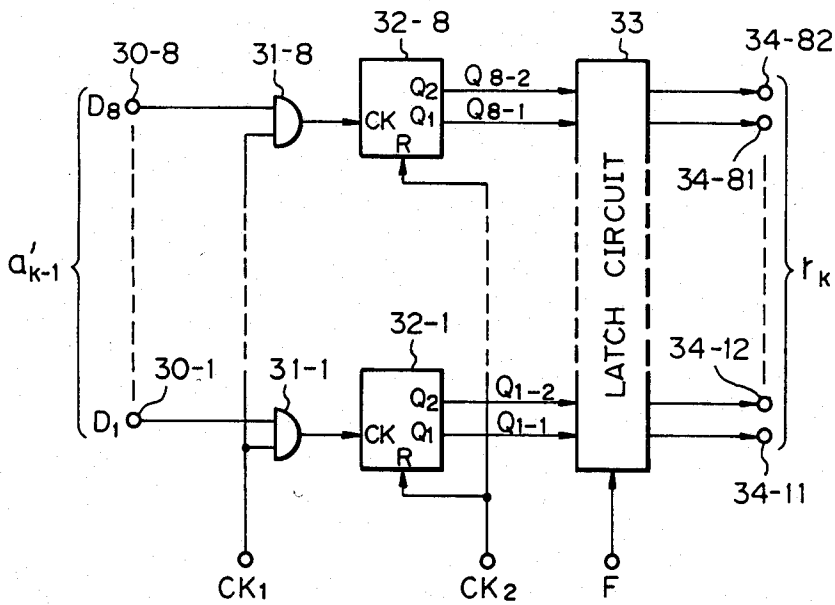 30-8 31-8 32-8 33 34-82
D8 Q2 Q8-2
CK Q1 Q8-1
R
34-81
a'k-1 LATCH CIRCUIT rk
32-1
30-1 31-1 34-12
D1 Q2 Q1-2
CK Q1 Q1-1
R
34-11
CK1 CK2 F